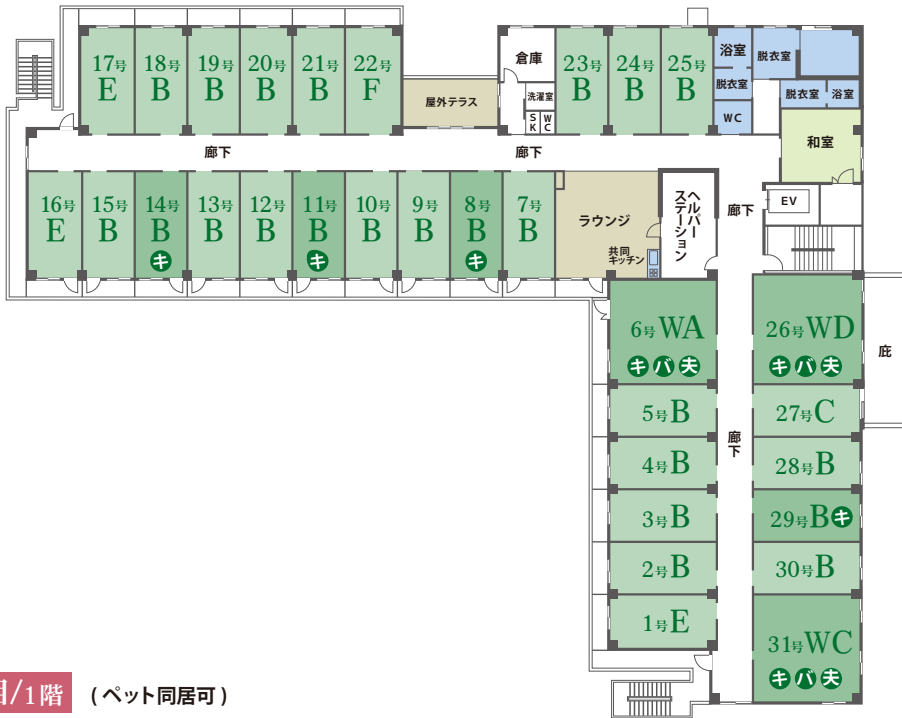 17号 E
18号 B
19号 B
20号 B
21号 B
22号 F
屋外テラス
倉庫
洗濯室
SK
WC
23号 B
24号 B
25号 B
浴室
脱衣室
脱衣室
WC
脱衣室
浴室
和室
廊下
廊下
廊下
EV
16号 E
15号 B
14号 B キ
13号 B
12号 B
11号 B キ
10号 B
9号 B
8号 B キ
7号 B
ラウンジ
共同
キッチン
ヘルパー
ステーション
6号 WA
キ バ 夫
26号 WD
キ バ 夫
庇
5号 B
27号 C
廊下
4号 B
28号 B
3号 B
29号 B キ
2号 B
30号 B
1号 E
31号 WC
キ バ 夫
/1階
(ペット同居可)